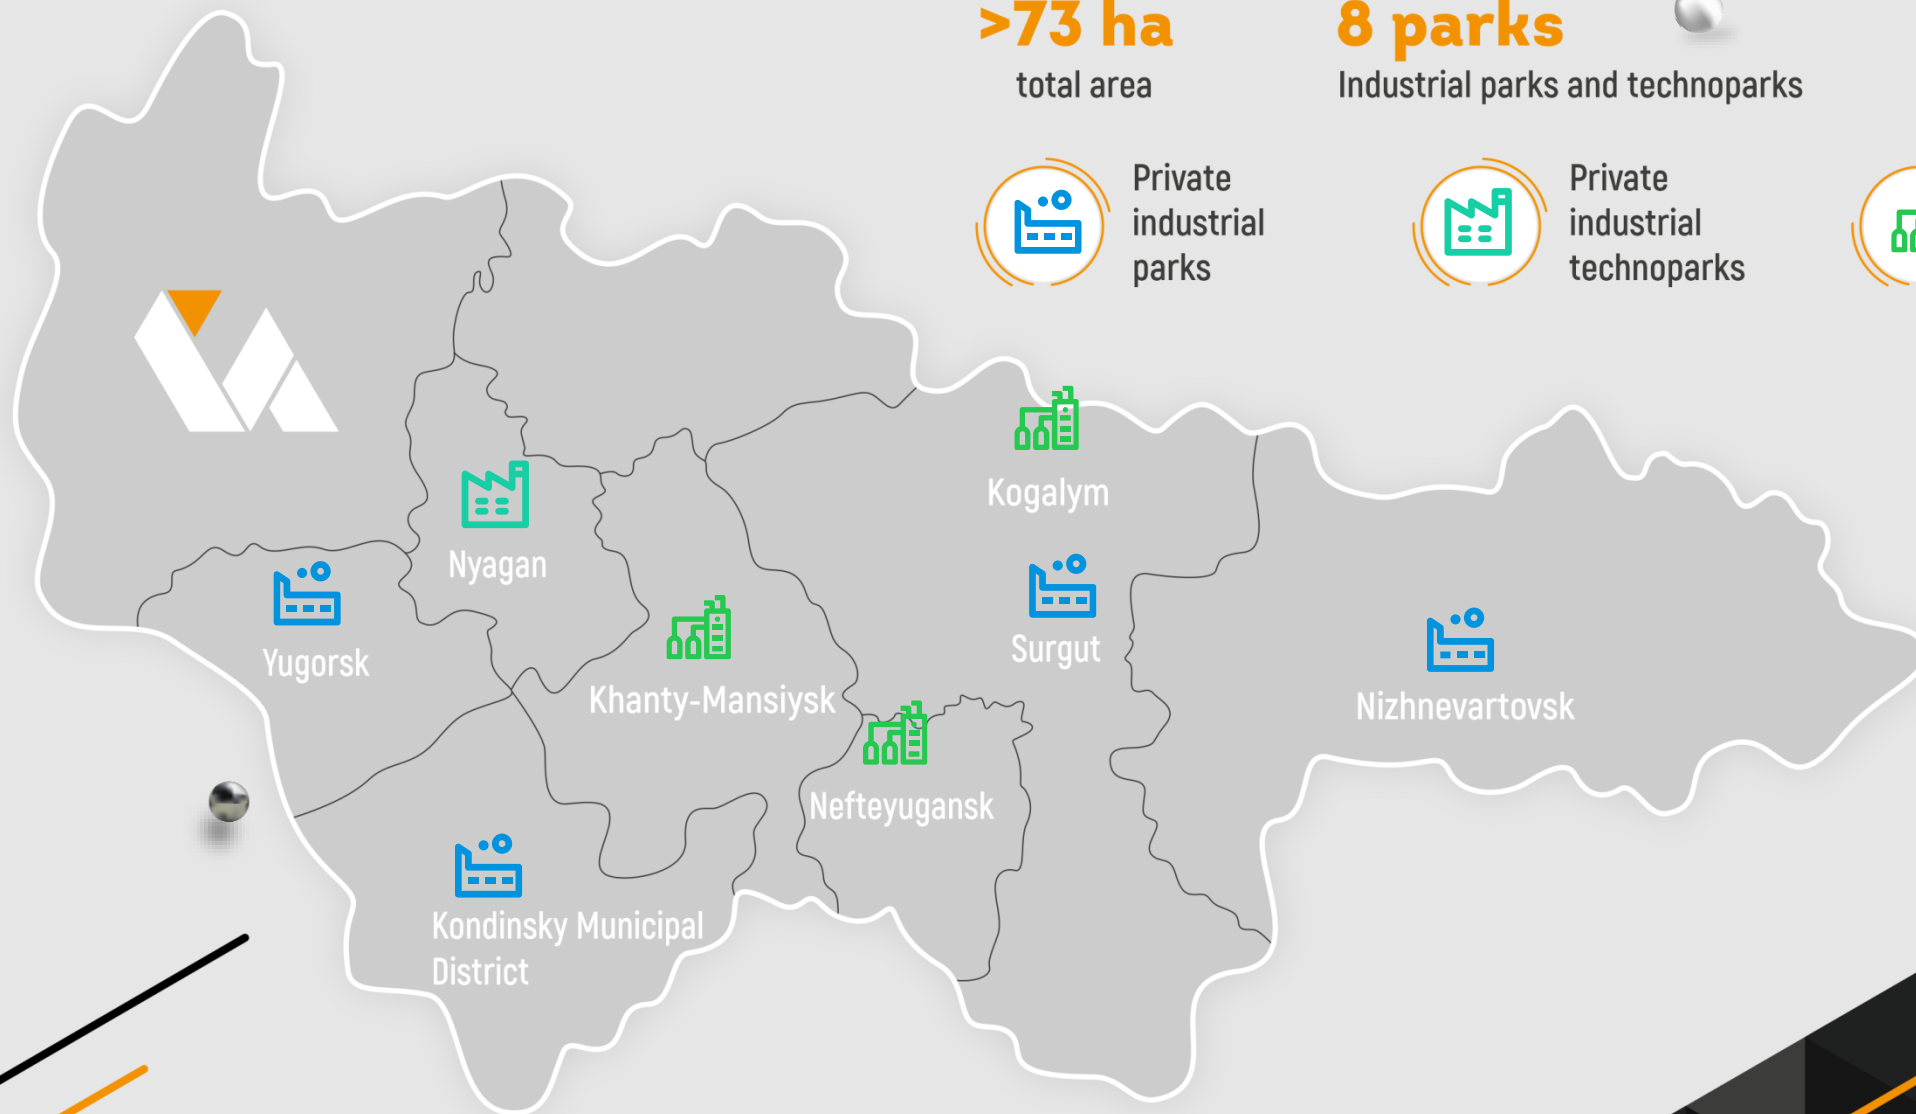 >73 ha
total area
8 parks
Industrial parks and technoparks
Private
industrial
parks
Private
industrial
technoparks
Kogalym
Nyagan
Surgut
Yugorsk
Khanty-Mansiysk
Nizhnevartovsk
Nefteyugansk
Kondinsky Municipal
District